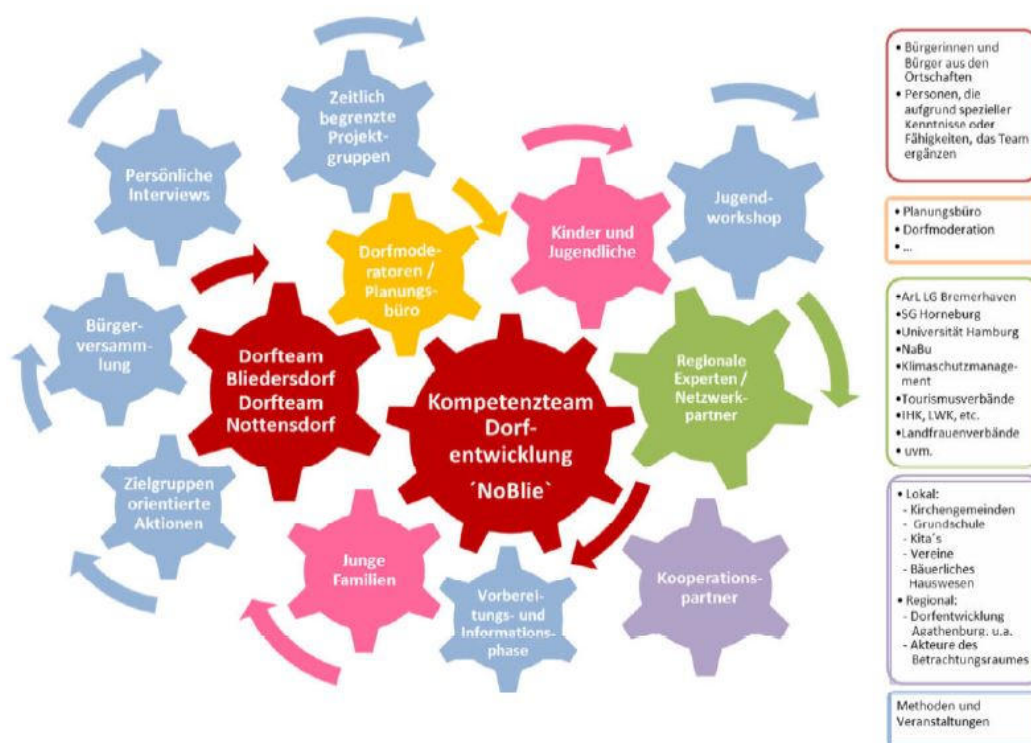 Zeitlich
begrenzte
Projekt-
gruppen
Persönliche
Interviews
Jugend-
workshop
Kinder und
Jugendliche
Dorfmode-
ratoren /
Planungs-
büro
Bürger-
versamm-
lung
Dorfteam
Bliedersdorf
Dorfteam
Nottensdorf
Regionale
Experten /
Netzwerk-
partner
Kompetenzteam
Dorf-
entwicklung
´NoBlie`
Zielgruppen
orientierte
Aktionen
Junge
Familien
Vorberei-
tungs- und
Informations-
phase
Kooperations-
partner
• Bürgerinnen und
Bürger aus den
Ortschaften
• Personen, die
aufgrund spezieller
Kenntnisse oder
Fähigkeiten, das Team
ergänzen
• Planungsbüro
• Dorfmoderation
• ...
•ArL LG Bremerhaven
•SG Horneburg
•Universität Hamburg
•NaBu
•Klimaschutzmanage-
ment
•Tourismusverbände
•IHK, LWK, etc.
•Landfrauenverbände
• uvm.
• Lokal:
- Kirchengemeinden
- Grundschule
- Kita´s
- Vereine
- Bäuerliches
Hauswesen
• Regional:
- Dorfentwicklung
Agathenburg, u.a.
- Akteure des
Betrachtungsraumes
Methoden und
Veranstaltungen